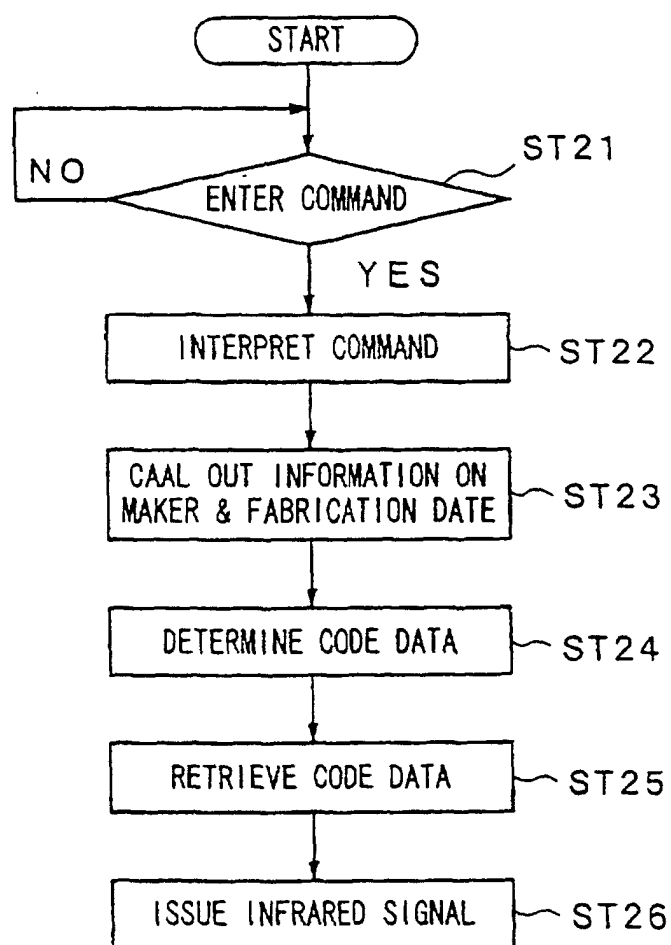 START
NO
ST21
ENTER COMMAND
YES
INTERPRET COMMAND
ST22
CAAL OUT INFORMATION ON
MAKER & FABRICATION DATE
ST23
DETERMINE CODE DATA
ST24
RETRIEVE CODE DATA
ST25
ISSUE INFRARED SIGNAL
ST26